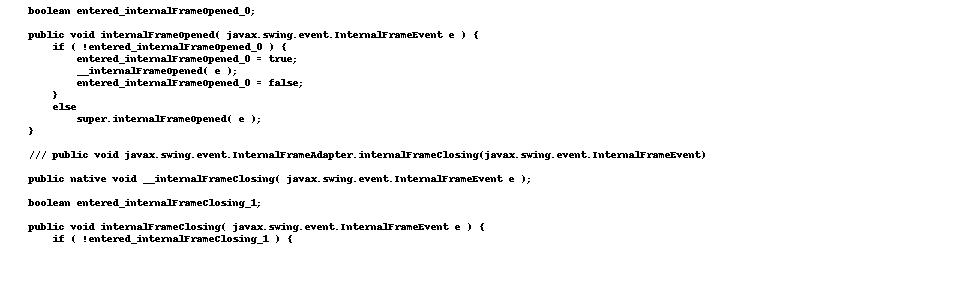 boolean entered_internalFrameOpened_0;
public void internalFrameOpened( javax.swing.event.InternalFrameEvent e ) {
if ( !entered_internalFrameOpened_0 ) {
entered_internalFrameOpened_0 = true;
__internalFrameOpened( e );
entered_internalFrameOpened_0 = false;
}
else
super.internalFrameOpened( e );
}
/// public void javax.swing.event.InternalFrameAdapter.internalFrameClosing(javax.swing.event.InternalFrameEvent)
public native void __internalFrameClosing( javax.swing.event.InternalFrameEvent e );
boolean entered_internalFrameClosing_1;
public void internalFrameClosing( javax.swing.event.InternalFrameEvent e ) {
if ( !entered_internalFrameClosing_1 ) {